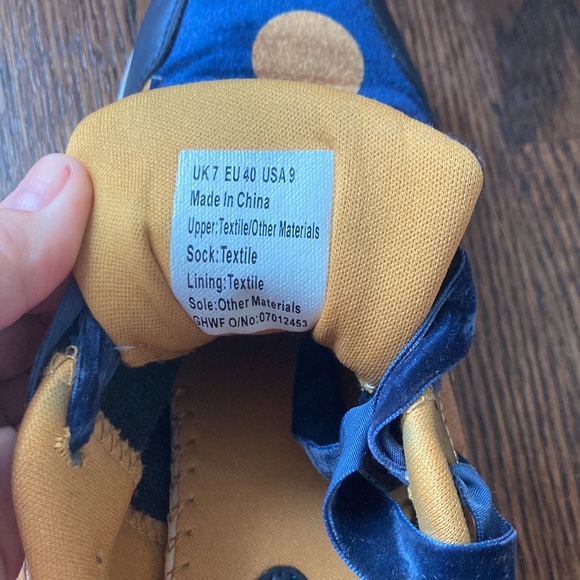 UK 7 EU 40 USA 9
Made In China
Upper:Textile/Other Materials
Sock:Textile
Lining:Textile
Sole:Other Materials
GHWF O/No:07012453